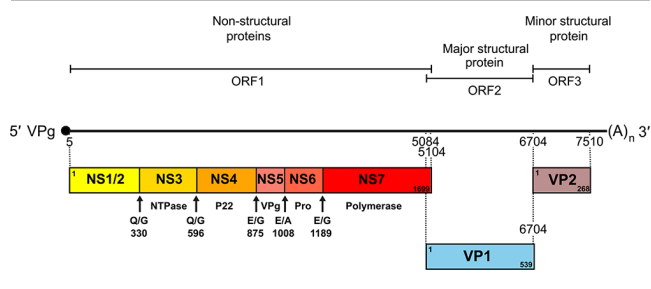 Non-structural
proteins
Major structural
protein
Minor structural
protein
ORF1
ORF2
ORF3
5′ VPg
(A)n 3′
5
5084
5104
6704
7510
1
NS1/2
NS3
NS4
NS5
NS6
NS7
1699
1
VP2
268
NTPase
P22
VPg
Pro
Polymerase
Q/G
330
Q/G
596
E/G
875
E/A
1008
E/G
1189
6704
1
VP1
539